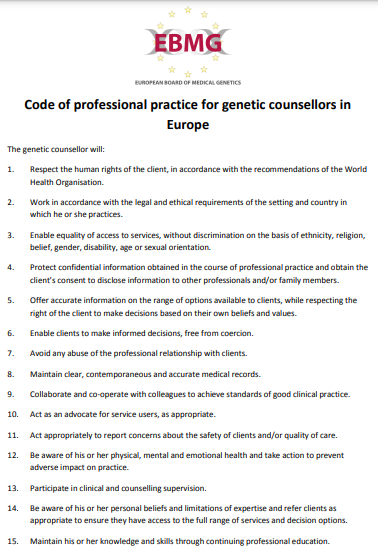 EBMG
EUROPEAN BOARD OF MEDICAL GENETICS
Code of professional practice for genetic counsellors in
Europe
The genetic counsellor will:
1. Respect the human rights of the client, in accordance with the recommendations of the World
Health Organisation.
2. Work in accordance with the legal and ethical requirements of the setting and country in
which he or she practices.
3. Enable equality of access to services, without discrimination on the basis of ethnicity, religion,
belief, gender, disability, age or sexual orientation.
4. Protect confidential information obtained in the course of professional practice and obtain the
client's consent to disclose information to other professionals and/or family members.
5. Offer accurate information on the range of options available to clients, while respecting the
right of the client to make decisions based on their own beliefs and values.
6. Enable clients to make informed decisions, free from coercion.
7. Avoid any abuse of the professional relationship with clients.
8. Maintain clear, contemporaneous and accurate medical records.
9. Collaborate and co-operate with colleagues to achieve standards of good clinical practice.
10. Act as an advocate for service users, as appropriate.
11. Act appropriately to report concerns about the safety of clients and/or quality of care.
12. Be aware of his or her physical, mental and emotional health and take action to prevent
adverse impact on practice.
13. Participate in clinical and counselling supervision.
14. Be aware of his or her personal beliefs and limitations of expertise and refer clients as
appropriate to ensure they have access to the full range of services and decision options.
15. Maintain his or her knowledge and skills through continuing professional education.